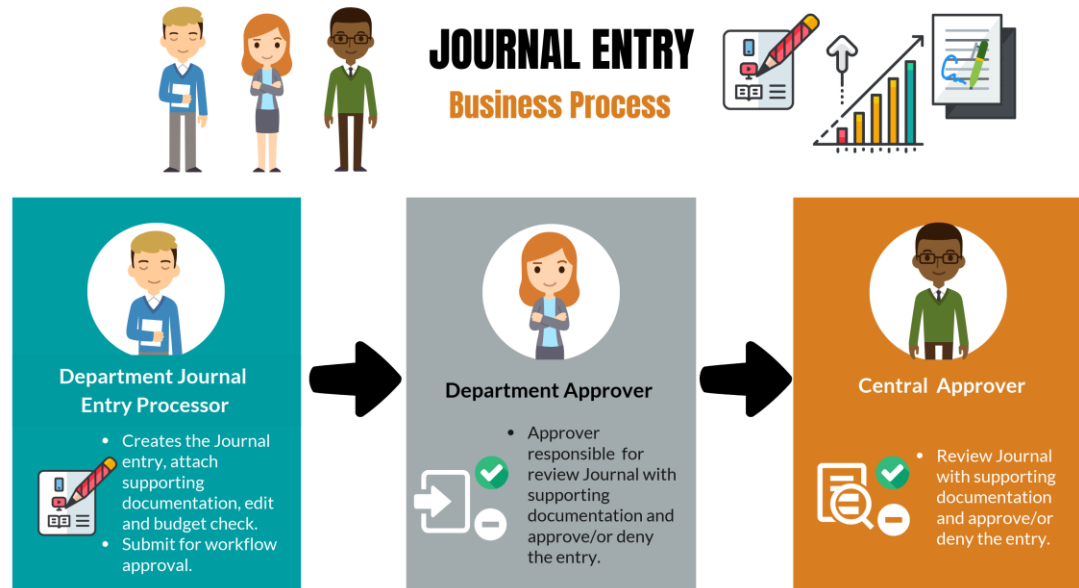 JOURNAL ENTRY
Business Process
Department Journal
Entry Processor
• Creates the Journal
entry, attach
supporting
documentation, edit
and budget check.
• Submit for workflow
approval.
Department Approver
• Approver
responsible for
review Journal with
supporting
documentation and
approve/or deny
the entry.
Central Approver
• Review Journal
with supporting
documentation
and approve/or
deny the entry.